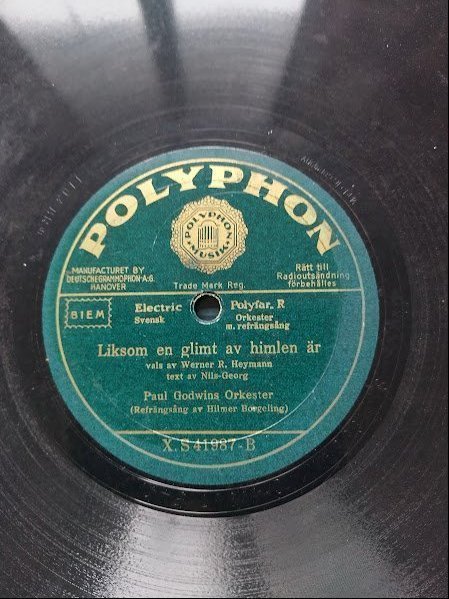 POLYPHON
POLYPHON
MUSIK
MANUFACTURET BY
DEUTSCHEGRAMMOPHON-A:G.
HANOVER
Trade Mark Reg.
Rätt till
Radioutsändning
förbehålles
BIEM
Electric
Svensk
Polyfar. R
Orkester
m. refrängsång
Liksom en glimt av himlen är
vals av Werner R. Heymann
text av Nils-Georg
Paul Godwins Orkester
(Refrängsång av Hilmer Borgeling)
X. S 41987-B